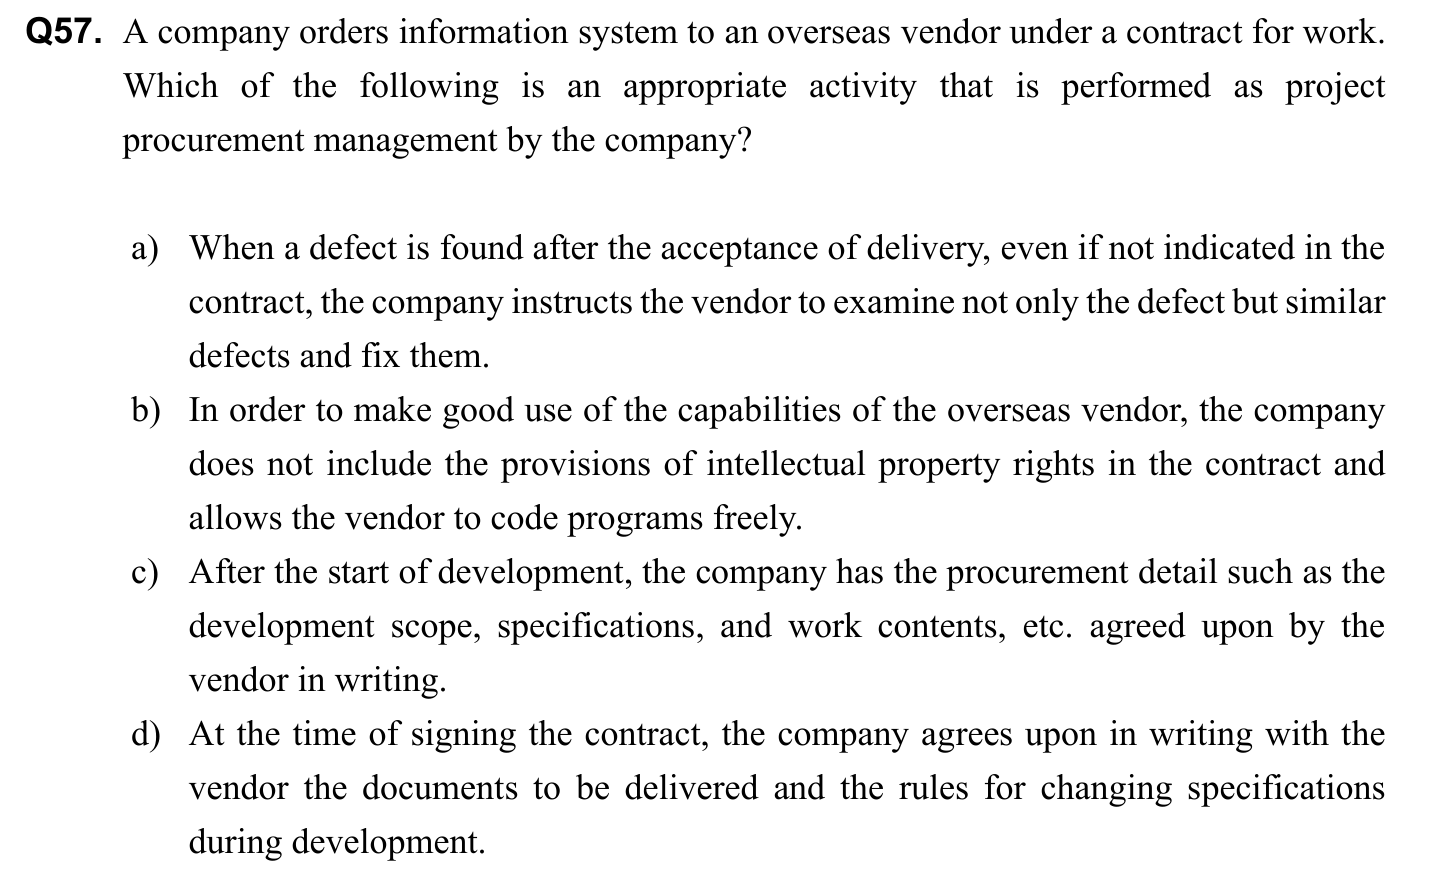 Q57. A company orders information system to an overseas vendor under a contract for work.
Which of the following is an appropriate activity that is performed as project
procurement management by the company?
a) When a defect is found after the acceptance of delivery, even if not indicated in the
contract, the company instructs the vendor to examine not only the defect but similar
defects and fix them.
b) In order to make good use of the capabilities of the overseas vendor, the company
does not include the provisions of intellectual property rights in the contract and
allows the vendor to code programs freely.
c) After the start of development, the company has the procurement detail such as the
development scope, specifications, and work contents, etc. agreed upon by the
vendor in writing.
d) At the time of signing the contract, the company agrees upon in writing with the
vendor the documents to be delivered and the rules for changing specifications
during development.